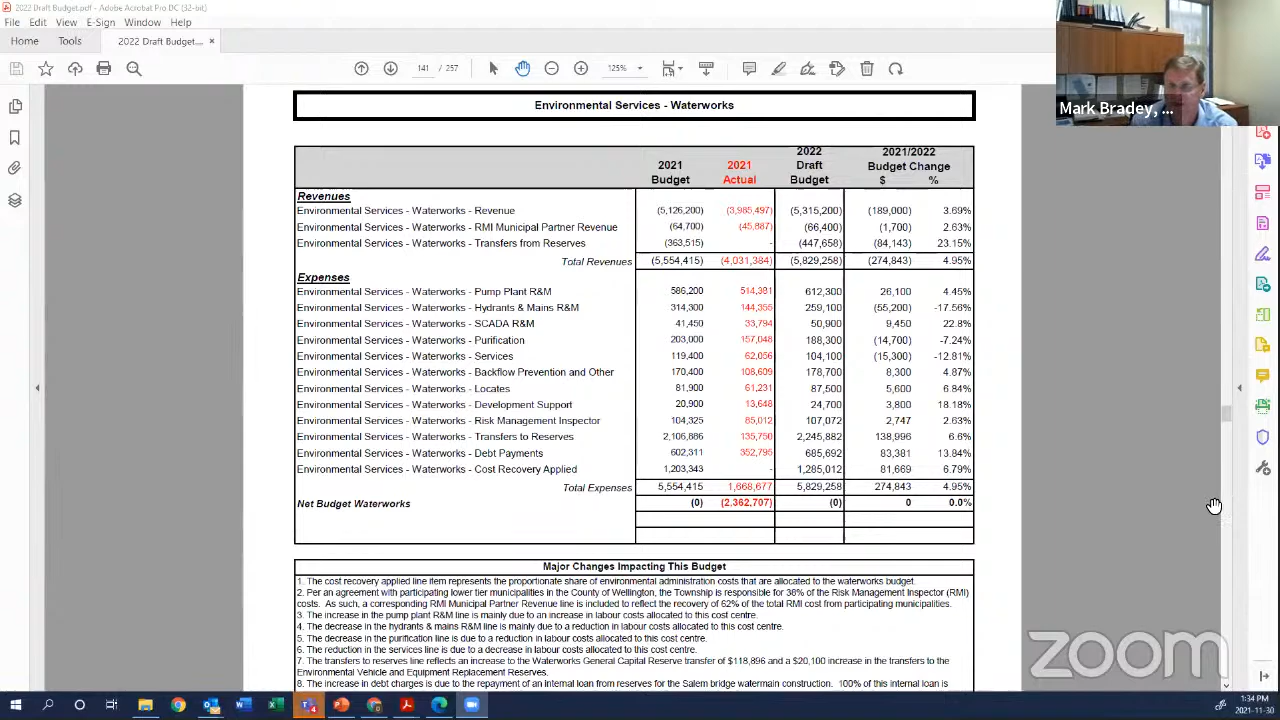 2022 Draft Budget.pdf - Adobe Acrobat Pro DC (32-bit)
File Edit View E-Sign Window Help
Home Tools 2022 Draft Budget... ×
141 / 257 125%
Mark Bradey, ...
Environmental Services - Waterworks
2021 Budget 2021 Actual 2022 Draft Budget 2021/2022 Budget Change $ %
Revenues
Environmental Services - Waterworks - Revenue (5,126,200) (3,985,497) (5,315,200) (189,000) 3.69%
Environmental Services - Waterworks - RMI Municipal Partner Revenue (64,700) (45,887) (66,400) (1,700) 2.63%
Environmental Services - Waterworks - Transfers from Reserves (363,515) - (447,658) (84,143) 23.15%
Total Revenues (5,554,415) (4,031,384) (5,829,258) (274,843) 4.95%
Expenses
Environmental Services - Waterworks - Pump Plant R&M 586,200 514,381 612,300 26,100 4.45%
Environmental Services - Waterworks - Hydrants & Mains R&M 314,300 144,355 259,100 (55,200) -17.56%
Environmental Services - Waterworks - SCADA R&M 41,450 33,794 50,900 9,450 22.8%
Environmental Services - Waterworks - Purification 203,000 157,048 188,300 (14,700) -7.24%
Environmental Services - Waterworks - Services 119,400 62,056 104,100 (15,300) -12.81%
Environmental Services - Waterworks - Backflow Prevention and Other 170,400 108,609 178,700 8,300 4.87%
Environmental Services - Waterworks - Locates 81,900 61,231 87,500 5,600 6.84%
Environmental Services - Waterworks - Development Support 20,900 13,648 24,700 3,800 18.18%
Environmental Services - Waterworks - Risk Management Inspector 104,325 85,012 107,072 2,747 2.63%
Environmental Services - Waterworks - Transfers to Reserves 2,106,886 135,750 2,245,882 138,996 6.6%
Environmental Services - Waterworks - Debt Payments 602,311 352,795 685,692 83,381 13.84%
Environmental Services - Waterworks - Cost Recovery Applied 1,203,343 - 1,285,012 81,669 6.79%
Total Expenses 5,554,415 1,668,677 5,829,258 274,843 4.95%
Net Budget Waterworks (0) (2,362,707) (0) 0 0.0%
Major Changes Impacting This Budget
1. The cost recovery applied line item represents the proportionate share of environmental administration costs that are allocated to the waterworks budget.
2. Per an agreement with participating lower tier municipalities in the County of Wellington, the Township is responsible for 38% of the Risk Management Inspector (RMI)
costs. As such, a corresponding RMI Municipal Partner Revenue line is included to reflect the recovery of 62% of the total RMI cost from participating municipalities.
3. The increase in the pump plant R&M line is mainly due to an increase in labour costs allocated to this cost centre.
4. The decrease in the hydrants & mains R&M line is mainly due to a reduction in labour costs allocated to this cost centre.
5. The decrease in the purification line is due to a reduction in labour costs allocated to this cost centre.
6. The reduction in the services line is due to a decrease in labour costs allocated to this cost centre.
7. The transfers to reserves line reflects an increase to the Waterworks General Capital Reserve transfer of $118,896 and a $20,100 increase in the transfers to the
Environmental Vehicle and Equipment Replacement Reserves.
8. The increase in debt charges is due to the repayment of an internal loan from reserves for the Salem bridge watermain construction. 100% of this internal loan is
zoom
1:34 PM
2021-11-30